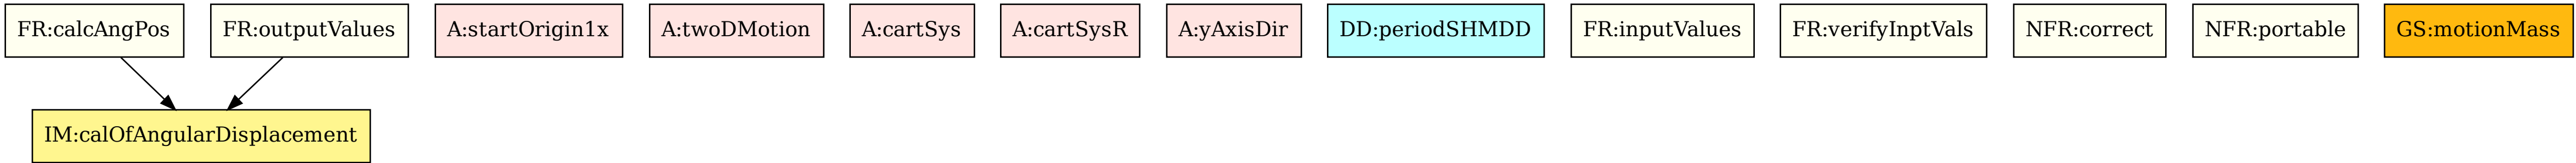 FR:calcAngPos
FR:outputValues
A:startOrigin1x
A:twoDMotion
A:cartSys
A:cartSysR
A:yAxisDir
DD:periodSHMDD
FR:inputValues
FR:verifyInptVals
NFR:correct
NFR:portable
GS:motionMass
IM:calOfAngularDisplacement